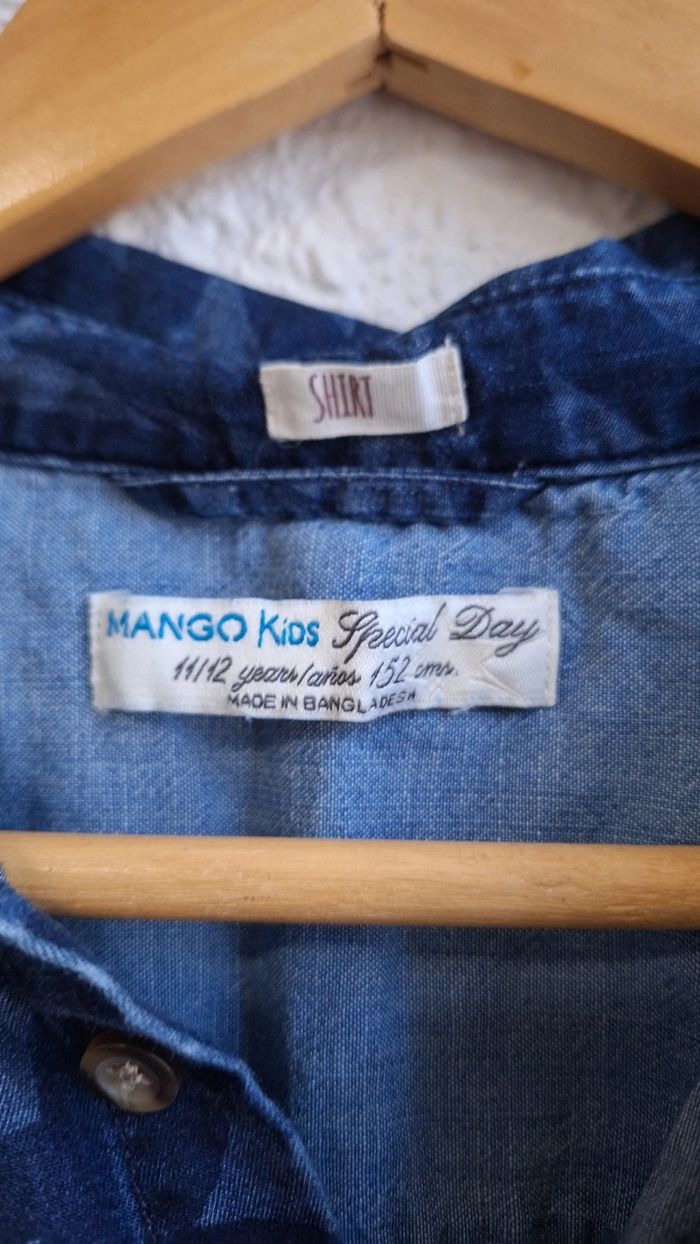 SHIRT
MANGO KiDS Special Day
11/12 years/años 152 cms.
MADE IN BANGLADESH